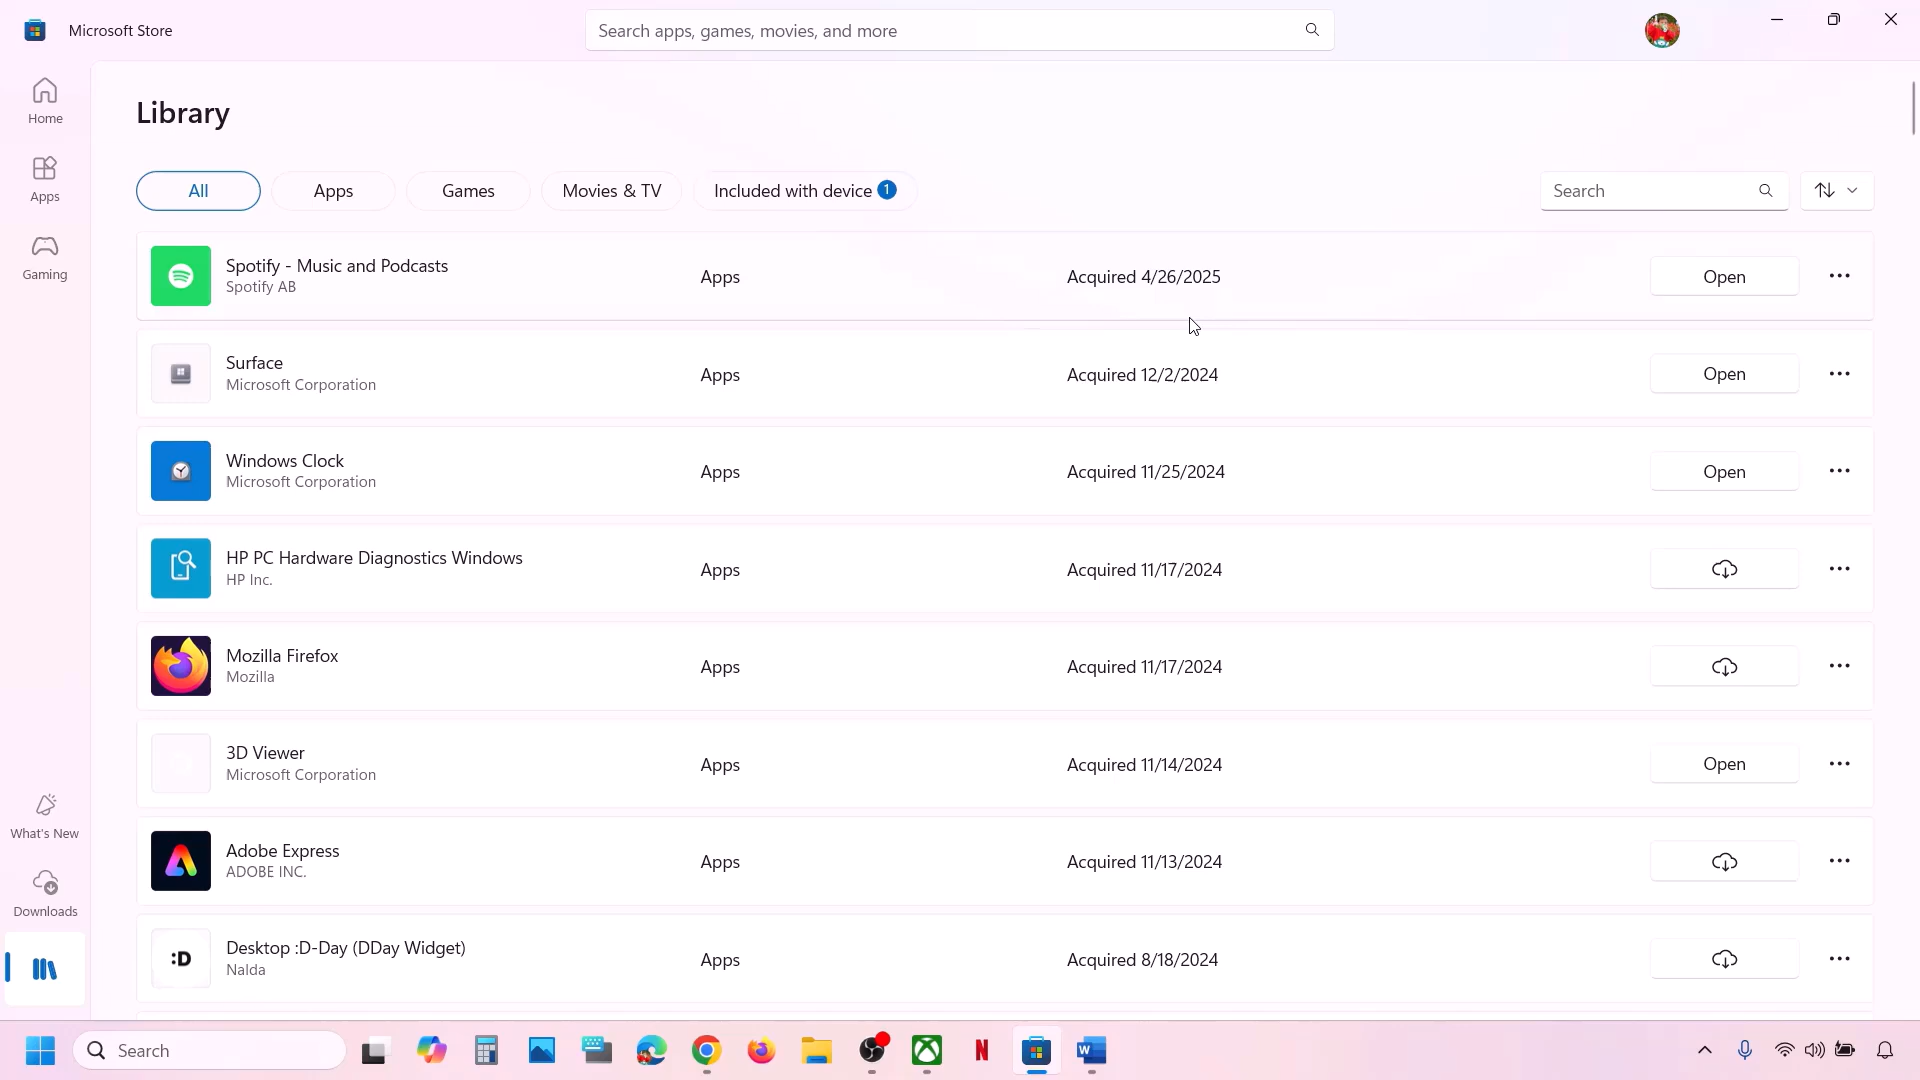 Microsoft Store
Search apps, games, movies, and more
Home
Apps
Gaming
What's New
Downloads
Library
All
Apps
Games
Movies & TV
Included with device 1
Search
Spotify - Music and Podcasts
Spotify AB
Apps
Acquired 4/26/2025
Open
Surface
Microsoft Corporation
Apps
Acquired 12/2/2024
Open
Windows Clock
Microsoft Corporation
Apps
Acquired 11/25/2024
Open
HP PC Hardware Diagnostics Windows
HP Inc.
Apps
Acquired 11/17/2024
Mozilla Firefox
Mozilla
Apps
Acquired 11/17/2024
3D Viewer
Microsoft Corporation
Apps
Acquired 11/14/2024
Open
Adobe Express
ADOBE INC.
Apps
Acquired 11/13/2024
:D
Desktop :D-Day (DDay Widget)
Nalda
Apps
Acquired 8/18/2024
Search